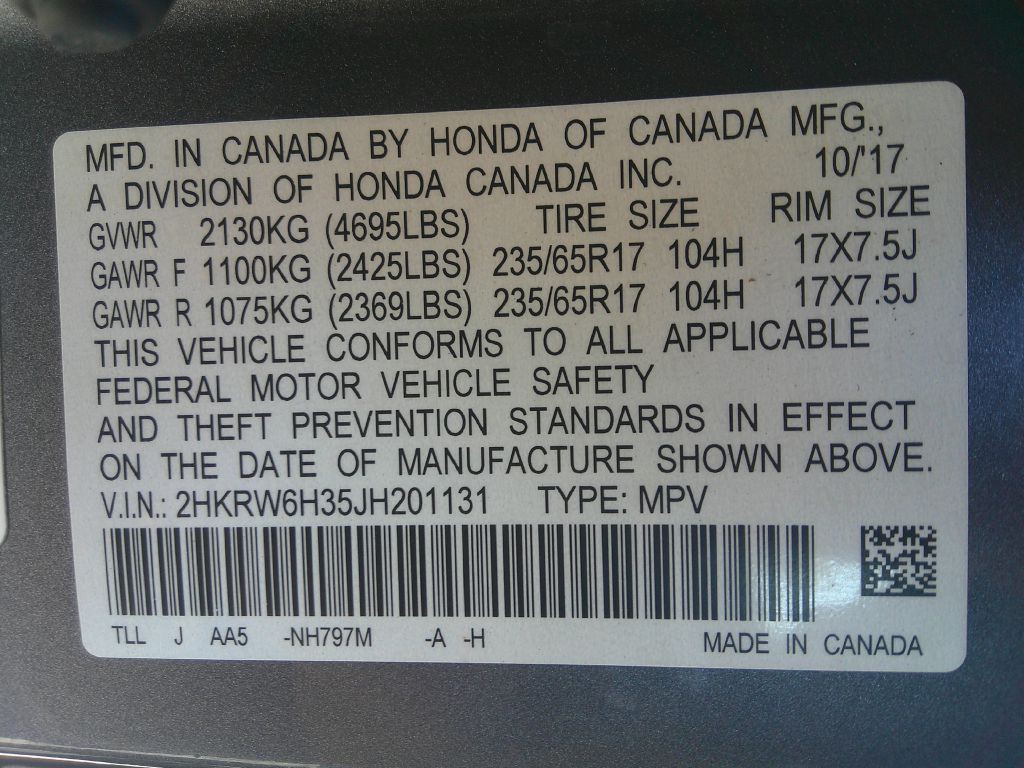 MFD. IN CANADA BY HONDA OF CANADA MFG.,
A DIVISION OF HONDA CANADA INC. 10/'17
GVWR 2130KG (4695LBS) TIRE SIZE RIM SIZE
GAWR F 1100KG (2425LBS) 235/65R17 104H 17X7.5J
GAWR R 1075KG (2369LBS) 235/65R17 104H 17X7.5J
THIS VEHICLE CONFORMS TO ALL APPLICABLE
FEDERAL MOTOR VEHICLE SAFETY
AND THEFT PREVENTION STANDARDS IN EFFECT
ON THE DATE OF MANUFACTURE SHOWN ABOVE.
V.I.N.: 2HKRW6H35JH201131 TYPE: MPV
TLL J AA5 -NH797M -A -H MADE IN CANADA